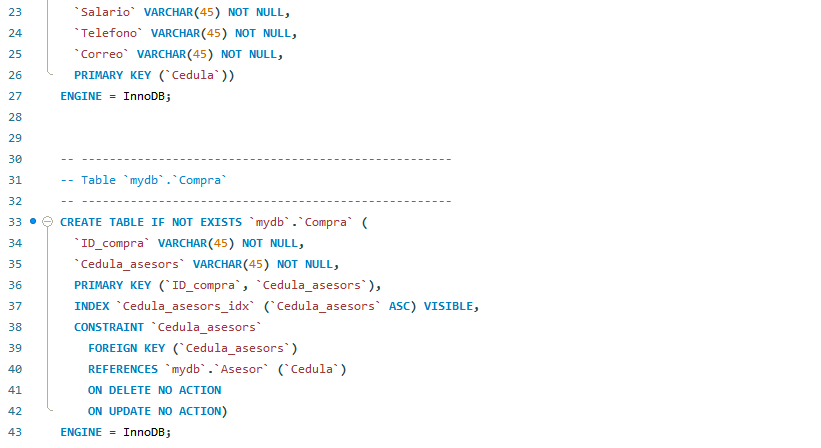 23 `Salario` VARCHAR(45) NOT NULL,
24 `Telefono` VARCHAR(45) NOT NULL,
25 `Correo` VARCHAR(45) NOT NULL,
26 PRIMARY KEY (`Cedula`))
27 ENGINE = InnoDB;
28
29
30 -- -----------------------------------------------------
31 -- Table `mydb`.`Compra`
32 -- -----------------------------------------------------
33 CREATE TABLE IF NOT EXISTS `mydb`.`Compra` (
34 `ID_compra` VARCHAR(45) NOT NULL,
35 `Cedula_asesors` VARCHAR(45) NOT NULL,
36 PRIMARY KEY (`ID_compra`, `Cedula_asesors`),
37 INDEX `Cedula_asesors_idx` (`Cedula_asesors` ASC) VISIBLE,
38 CONSTRAINT `Cedula_asesors`
39 FOREIGN KEY (`Cedula_asesors`)
40 REFERENCES `mydb`.`Asesor` (`Cedula`)
41 ON DELETE NO ACTION
42 ON UPDATE NO ACTION)
43 ENGINE = InnoDB;